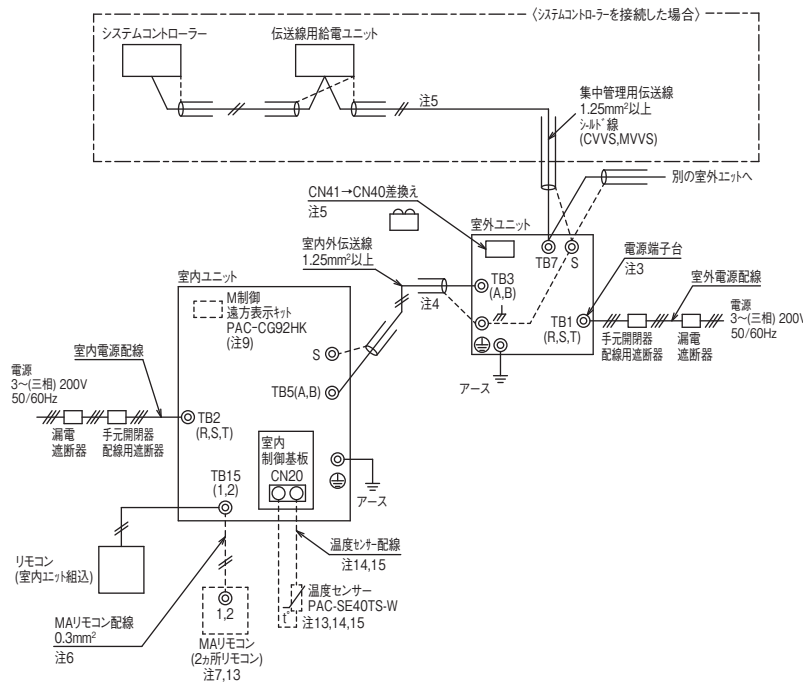 〈システムコントローラーを接続した場合〉
システムコントローラー
伝送線用給電ユニット
注5
集中管理用伝送線
1.25mm²以上
シールド線
(CVVS,MVVS)
別の室外ユニットへ
CN41→CN40差換え
注5
室外ユニット
TB7
S
室内外伝送線
1.25mm²以上
電源端子台
注3
室内ユニット
TB3
(A,B)
室外電源配線
M制御
遠方表示キット
PAC-CG92HK
(注9)
注4
TB1
(R,S,T)
電源
3~(三相) 200V
50/60Hz
手元開閉器
配線用遮断器
漏電
遮断器
S
アース
室内電源配線
電源
3~(三相) 200V
50/60Hz
TB5(A,B)
TB2
(R,S,T)
漏電
遮断器
手元開閉器
配線用遮断器
室内
制御基板
CN20
TB15
(1,2)
アース
温度センサー配線
注14,15
リモコン
(室内ユニット組込)
温度センサー
PAC-SE40TS-W
注13,14,15
t°
1,2
MAリモコン配線
0.3mm²
注6
MAリモコン
(2ヵ所リモコン)
注7,13